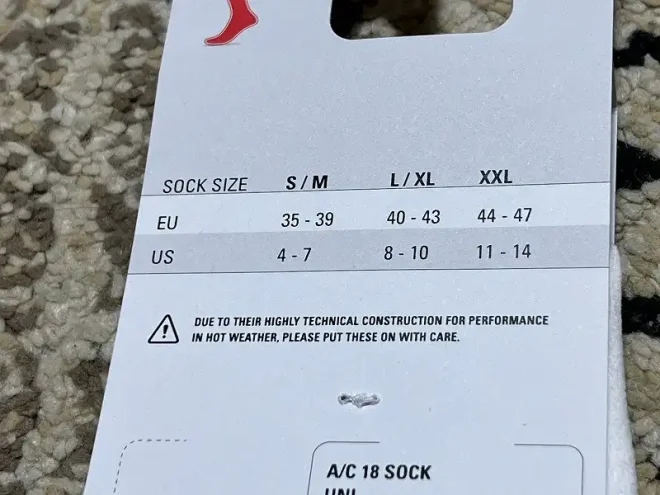 SOCK SIZE S / M L / XL XXL
EU 35 - 39 40 - 43 44 - 47
US 4 - 7 8 - 10 11 - 14
DUE TO THEIR HIGHLY TECHNICAL CONSTRUCTION FOR PERFORMANCE
IN HOT WEATHER, PLEASE PUT THESE ON WITH CARE.
A/C 18 SOCK
UNI